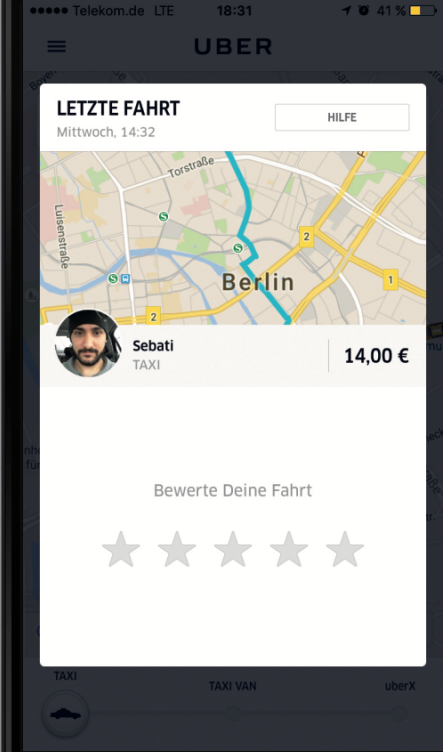 Telekom.de LTE 18:31 41 %
UBER
LETZTE FAHRT
HILFE
Mittwoch, 14:32
Torstraße
Luisenstraße
2
Berlin
1
2
Sebati
TAXI
14,00 €
Bewerte Deine Fahrt
TAXI
TAXI VAN
uberX